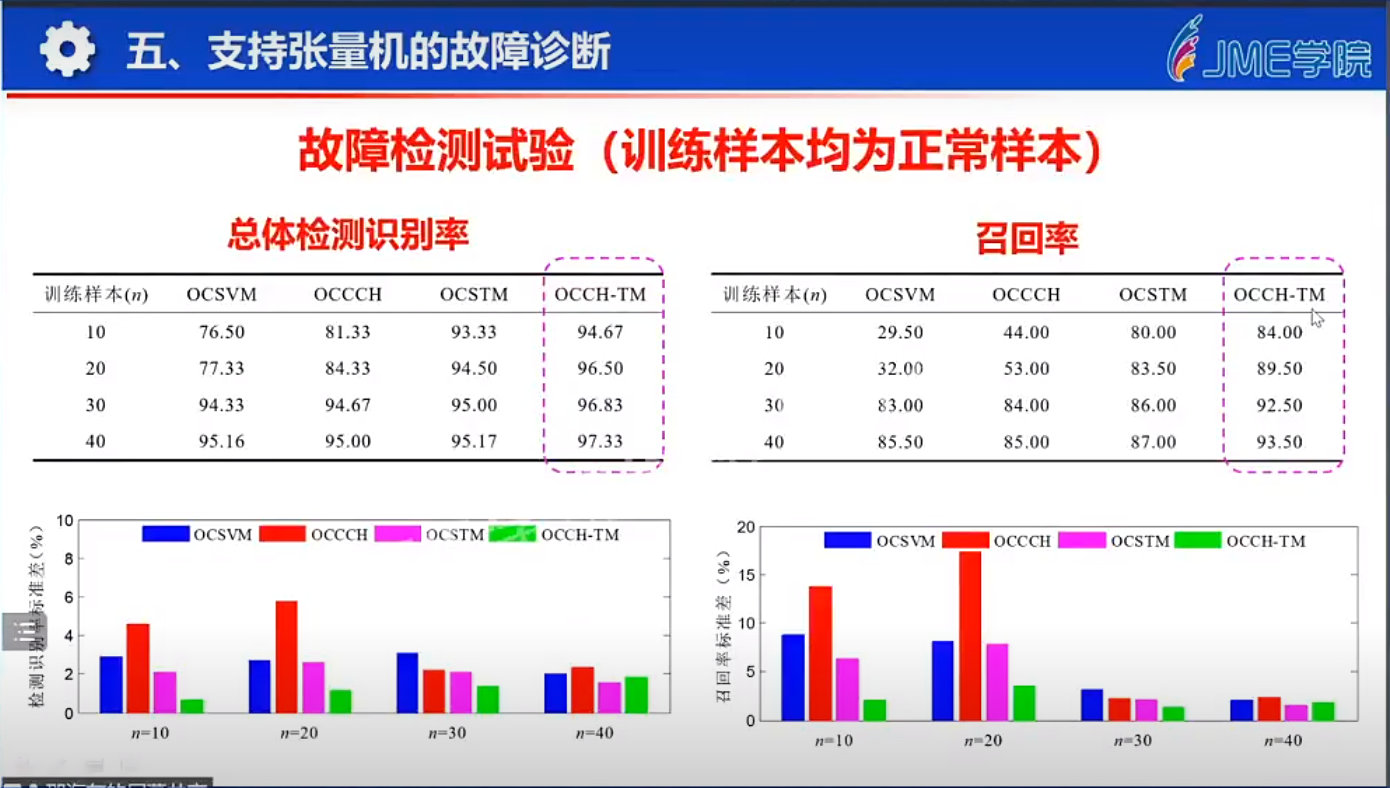 五、支持张量机的故障诊断
JME学院
故障检测试验（训练样本均为正常样本）
总体检测识别率
训练样本(n) OCSVM OCCCH OCSTM OCCH-TM
10 76.50 81.33 93.33 94.67
20 77.33 84.33 94.50 96.50
30 94.33 94.67 95.00 96.83
40 95.16 95.00 95.17 97.33
召回率
训练样本(n) OCSVM OCCCH OCSTM OCCH-TM
10 29.50 44.00 80.00 84.00
20 32.00 53.00 83.50 89.50
30 83.00 84.00 86.00 92.50
40 85.50 85.00 87.00 93.50
检测识别率标准差(%)
10
8
6
4
2
0
OCSVM OCCCH OCSTM OCCH-TM
n=10 n=20 n=30 n=40
召回率标准差（%）
20
15
10
5
0
OCSVM OCCCH OCSTM OCCH-TM
n=10 n=20 n=30 n=40